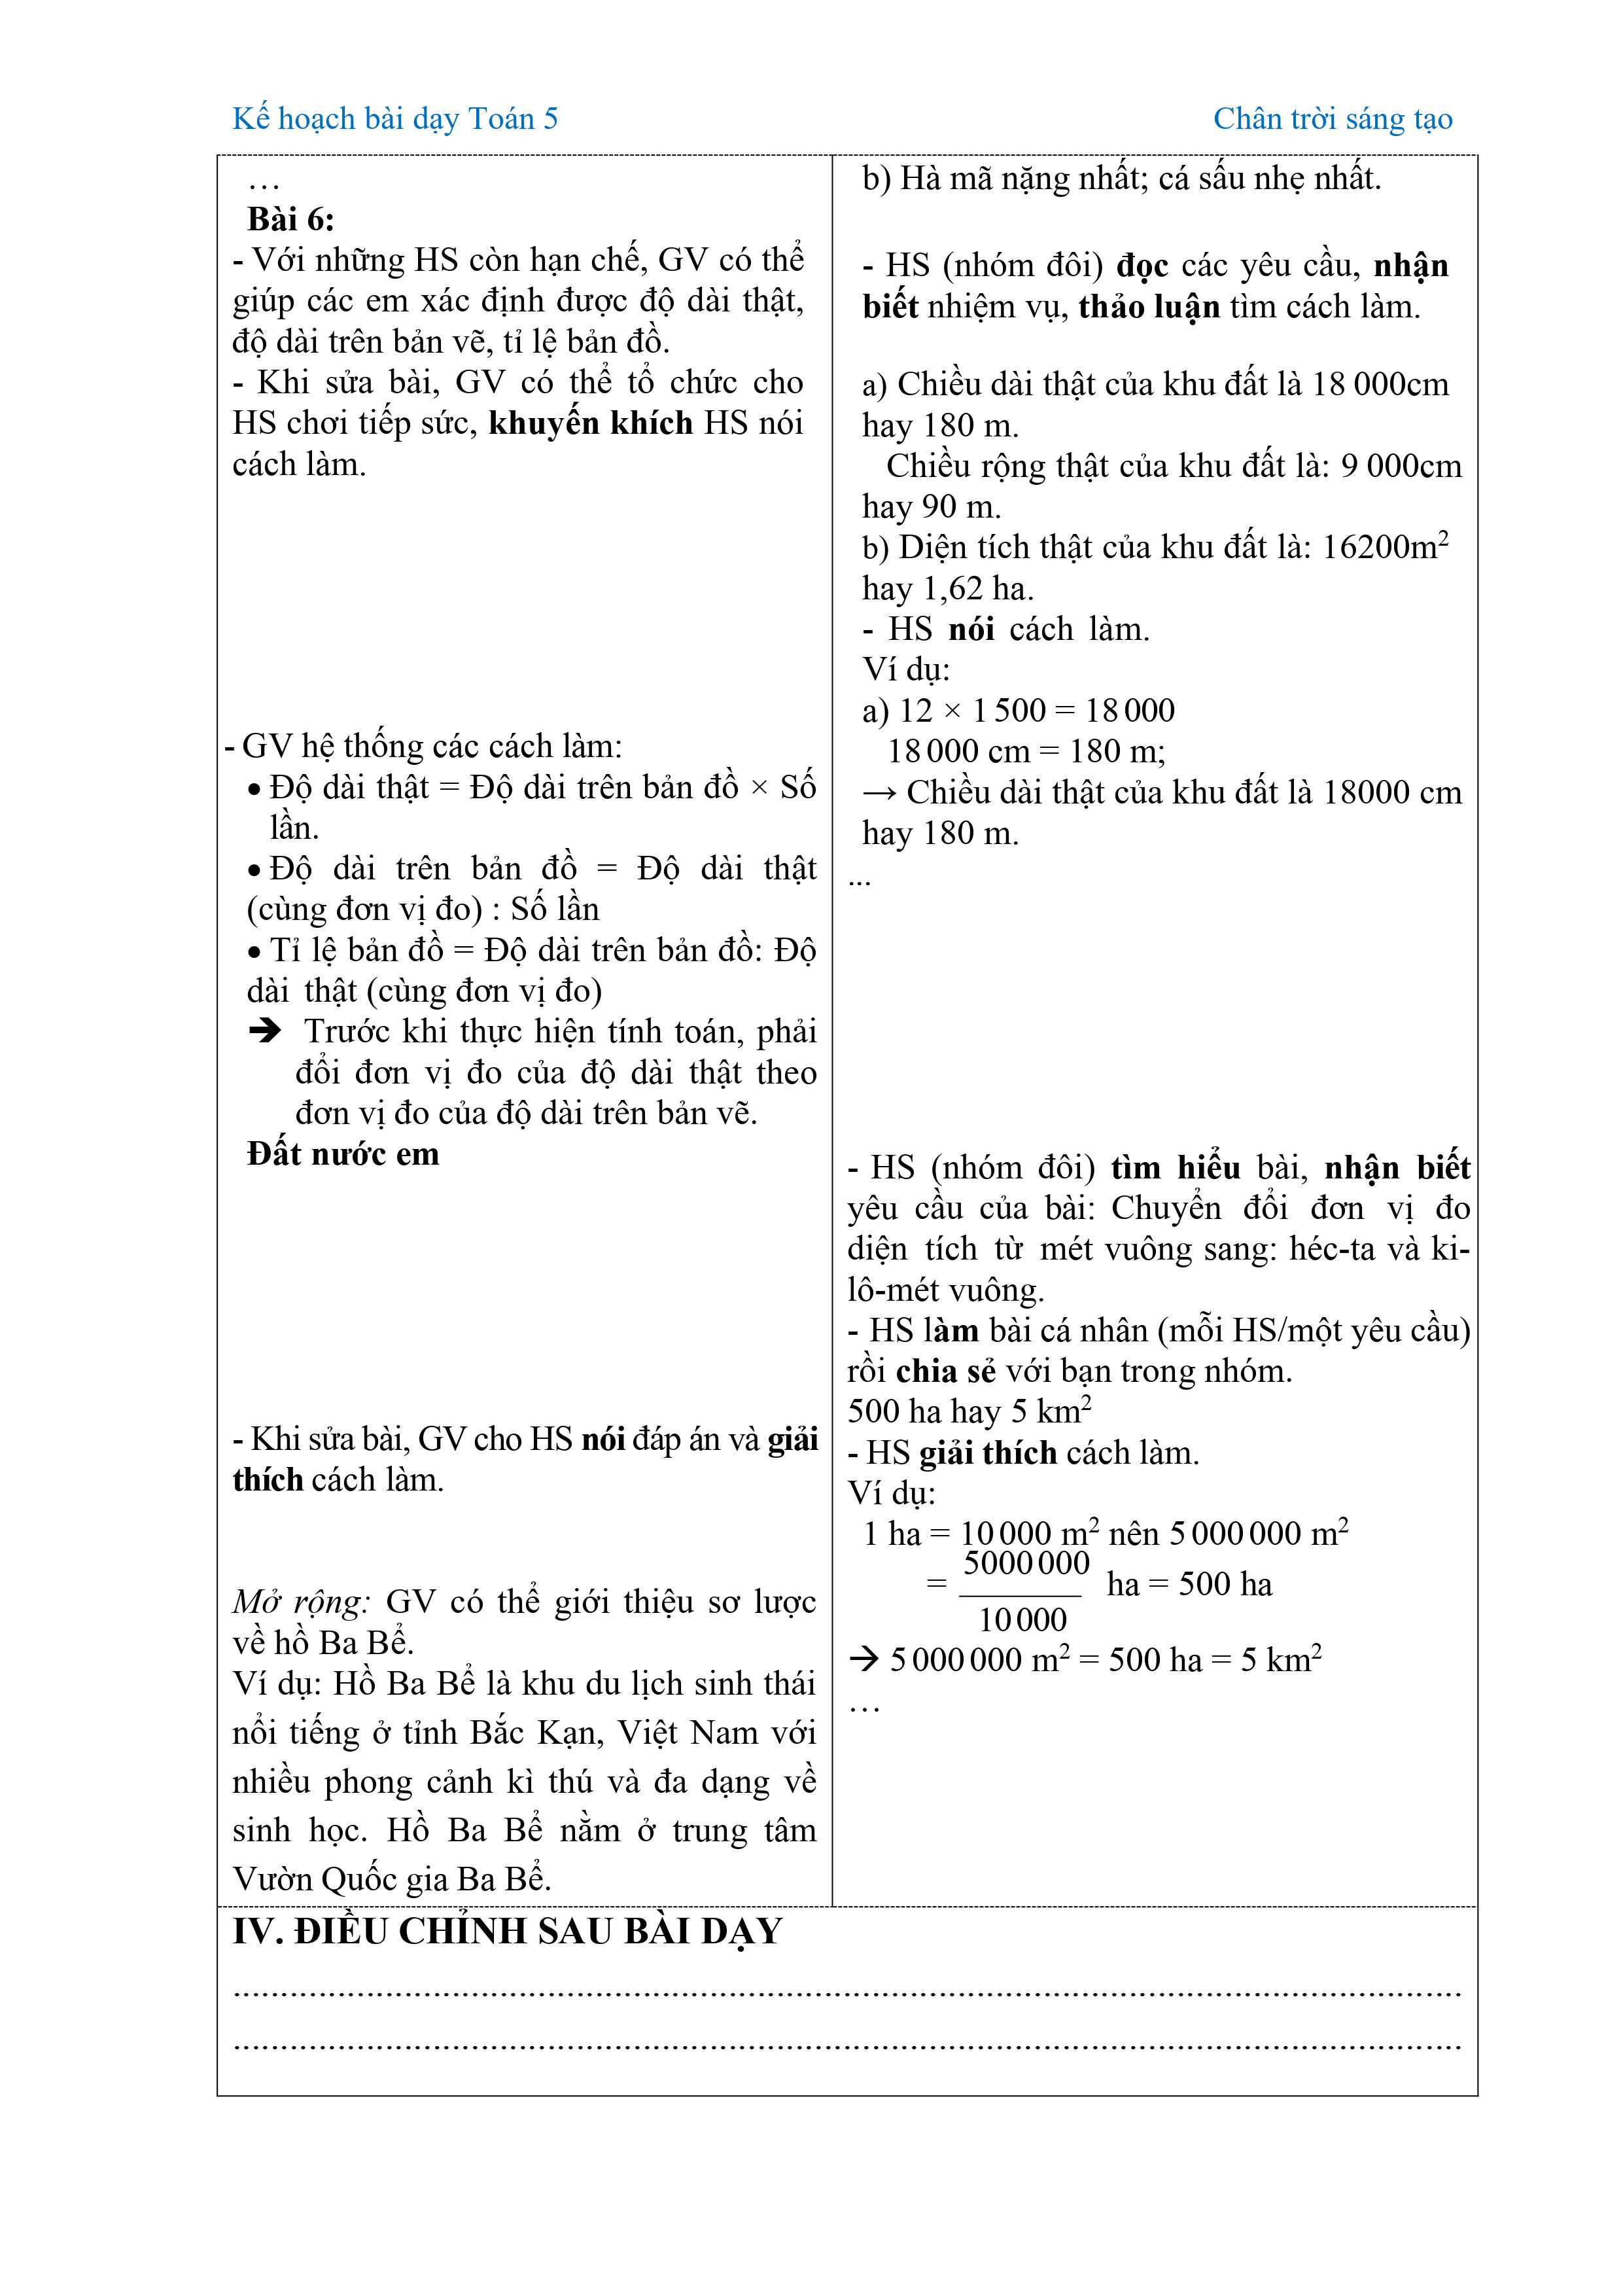 Kế hoạch bài dạy Toán 5
Chân trời sáng tạo
…
Bài 6:
- Với những HS còn hạn chế, GV có thể
giúp các em xác định được độ dài thật,
độ dài trên bản vẽ, tỉ lệ bản đồ.
- Khi sửa bài, GV có thể tổ chức cho
HS chơi tiếp sức, khuyến khích HS nói
cách làm.
- GV hệ thống các cách làm:
• Độ dài thật = Độ dài trên bản đồ × Số
lần.
• Độ dài trên bản đồ = Độ dài thật
(cùng đơn vị đo) : Số lần
• Tỉ lệ bản đồ = Độ dài trên bản đồ: Độ
dài thật (cùng đơn vị đo)
➔ Trước khi thực hiện tính toán, phải
đổi đơn vị đo của độ dài thật theo
đơn vị đo của độ dài trên bản vẽ.
Đất nước em
- Khi sửa bài, GV cho HS nói đáp án và giải
thích cách làm.
Mở rộng: GV có thể giới thiệu sơ lược
về hồ Ba Bể.
Ví dụ: Hồ Ba Bể là khu du lịch sinh thái
nổi tiếng ở tỉnh Bắc Kạn, Việt Nam với
nhiều phong cảnh kì thú và đa dạng về
sinh học. Hồ Ba Bể nằm ở trung tâm
Vườn Quốc gia Ba Bể.
b) Hà mã nặng nhất; cá sấu nhẹ nhất.
- HS (nhóm đôi) đọc các yêu cầu, nhận
biết nhiệm vụ, thảo luận tìm cách làm.
a) Chiều dài thật của khu đất là 18 000cm
hay 180 m.
Chiều rộng thật của khu đất là: 9 000cm
hay 90 m.
b) Diện tích thật của khu đất là: 16200m²
hay 1,62 ha.
- HS nói cách làm.
Ví dụ:
a) 12 × 1 500 = 18 000
18 000 cm = 180 m;
→ Chiều dài thật của khu đất là 18000 cm
hay 180 m.
...
- HS (nhóm đôi) tìm hiểu bài, nhận biết
yêu cầu của bài: Chuyển đổi đơn vị đo
diện tích từ mét vuông sang: héc-ta và ki-
lô-mét vuông.
- HS làm bài cá nhân (mỗi HS/một yêu cầu)
rồi chia sẻ với bạn trong nhóm.
500 ha hay 5 km²
- HS giải thích cách làm.
Ví dụ:
1 ha = 10 000 m² nên 5 000 000 m²
5000 000
= ha = 500 ha
10 000
→ 5 000 000 m² = 500 ha = 5 km²
…
IV. ĐIỀU CHỈNH SAU BÀI DẠY
................................................................................
................................................................................